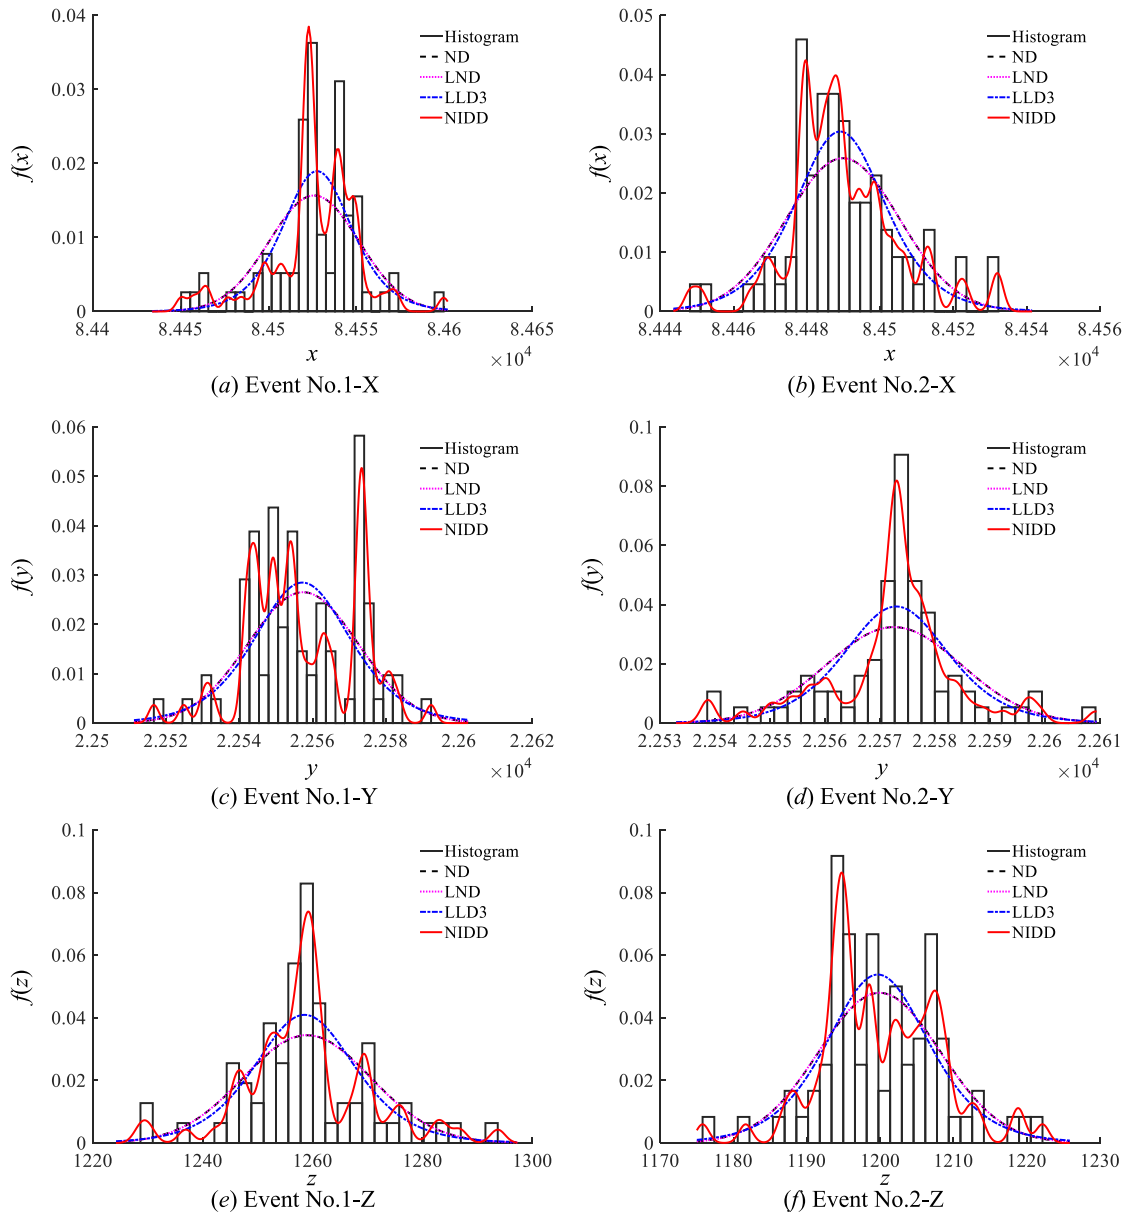 0.04
0.03
0.02
0.01
0
f(x)
Histogram
ND
LND
LLD3
NIDD
8.44 8.445 8.45 8.455 8.46 8.465
x
×10⁴
(a) Event No.1-X
0.05
0.04
0.03
0.02
0.01
0
f(x)
Histogram
ND
LND
LLD3
NIDD
8.444 8.446 8.448 8.45 8.452 8.454 8.456
x
×10⁴
(b) Event No.2-X
0.06
0.05
0.04
0.03
0.02
0.01
0
f(y)
Histogram
ND
LND
LLD3
NIDD
2.25 2.252 2.254 2.256 2.258 2.26 2.262
y
×10⁴
(c) Event No.1-Y
0.1
0.08
0.06
0.04
0.02
0
f(y)
Histogram
ND
LND
LLD3
NIDD
2.253 2.254 2.255 2.256 2.257 2.258 2.259 2.26 2.261
y
×10⁴
(d) Event No.2-Y
0.1
0.08
0.06
0.04
0.02
0
f(z)
Histogram
ND
LND
LLD3
NIDD
1220 1240 1260 1280 1300
z
(e) Event No.1-Z
0.1
0.08
0.06
0.04
0.02
0
f(z)
Histogram
ND
LND
LLD3
NIDD
1170 1180 1190 1200 1210 1220 1230
z
(f) Event No.2-Z